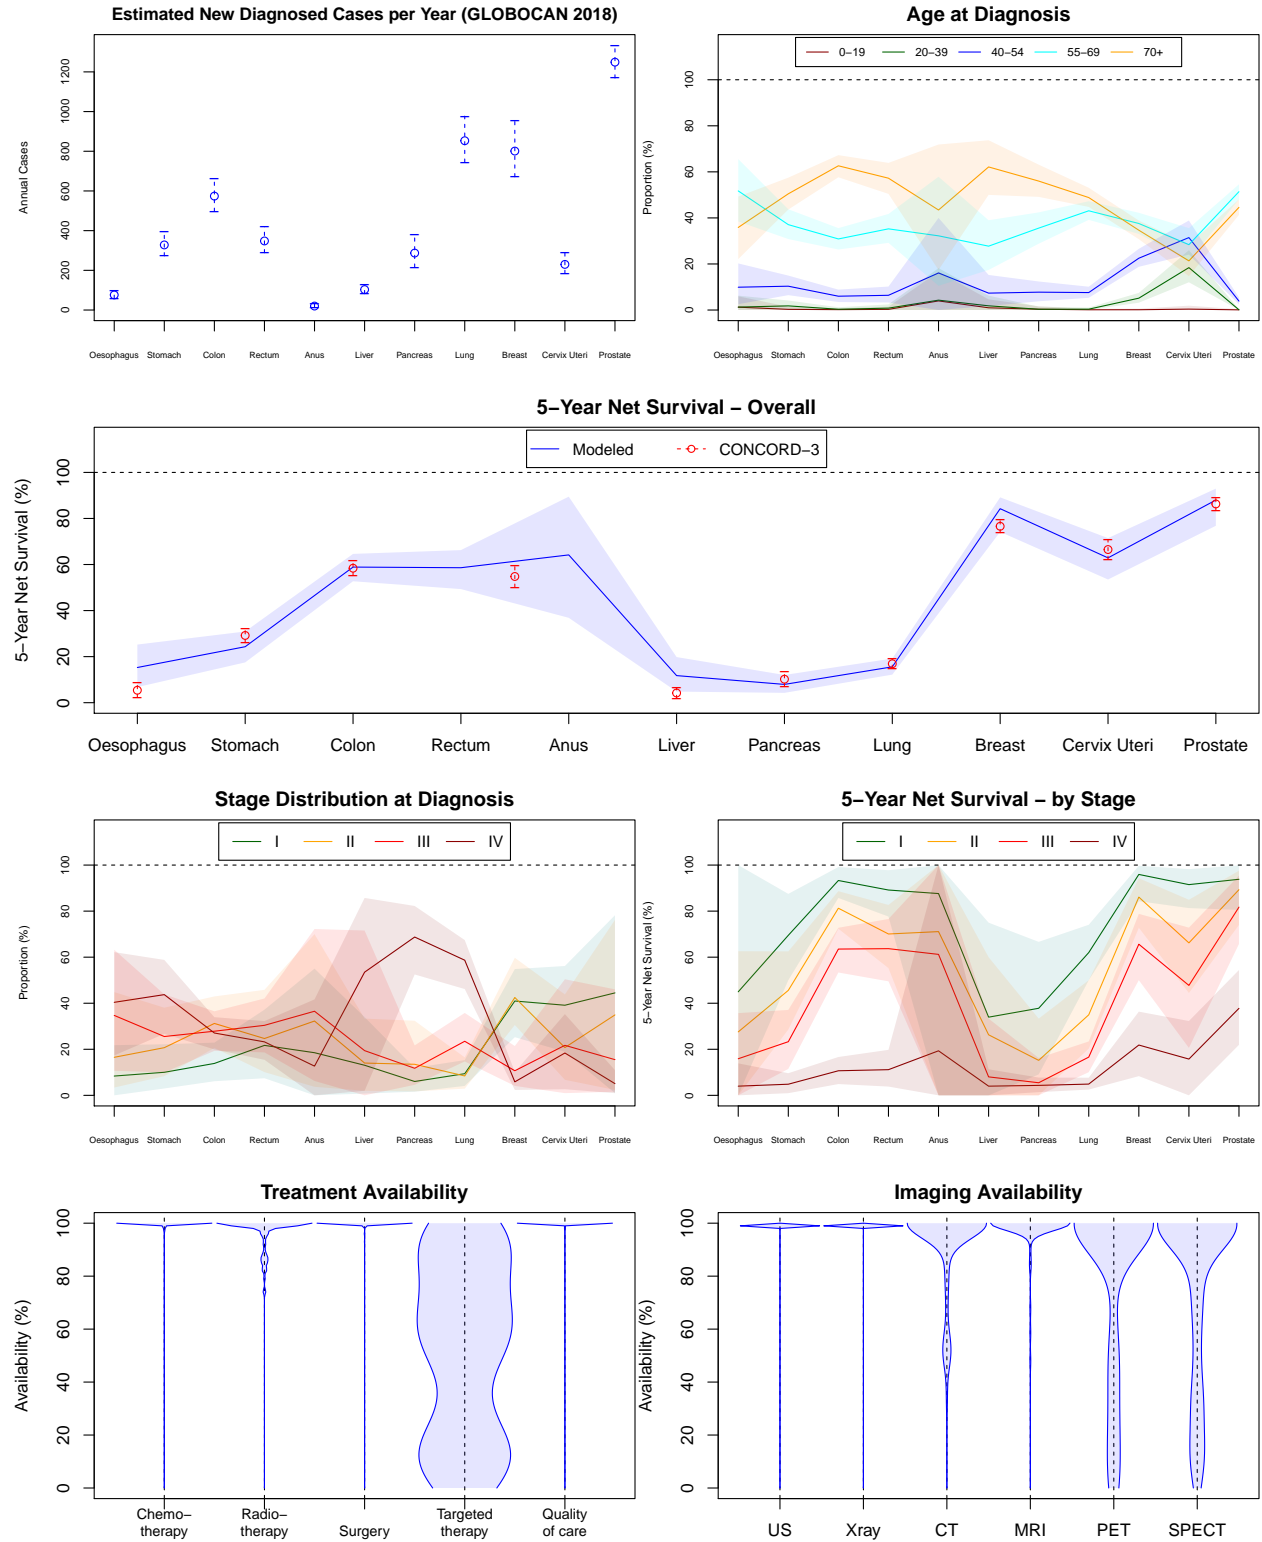 Estimated New Diagnosed Cases per Year (GLOBOCAN 2018)
Annual Cases
0 200 400 600 800 1000 1200
Oesophagus Stomach Colon Rectum Anus Liver Pancreas Lung Breast Cervix Uteri Prostate
Age at Diagnosis
0−19 20−39 40−54 55−69 70+
Proportion (%)
0 20 40 60 80 100
Oesophagus Stomach Colon Rectum Anus Liver Pancreas Lung Breast Cervix Uteri Prostate
5−Year Net Survival − Overall
Modeled CONCORD−3
5−Year Net Survival (%)
0 20 40 60 80 100
Oesophagus Stomach Colon Rectum Anus Liver Pancreas Lung Breast Cervix Uteri Prostate
Stage Distribution at Diagnosis
I II III IV
Proportion (%)
0 20 40 60 80 100
Oesophagus Stomach Colon Rectum Anus Liver Pancreas Lung Breast Cervix Uteri Prostate
5−Year Net Survival − by Stage
I II III IV
5−Year Net Survival (%)
0 20 40 60 80 100
Oesophagus Stomach Colon Rectum Anus Liver Pancreas Lung Breast Cervix Uteri Prostate
Treatment Availability
Availability (%)
0 20 40 60 80 100
Chemo− Radio− Targeted Quality
therapy therapy Surgery therapy of care
Imaging Availability
Availability (%)
0 20 40 60 80 100
US Xray CT MRI PET SPECT